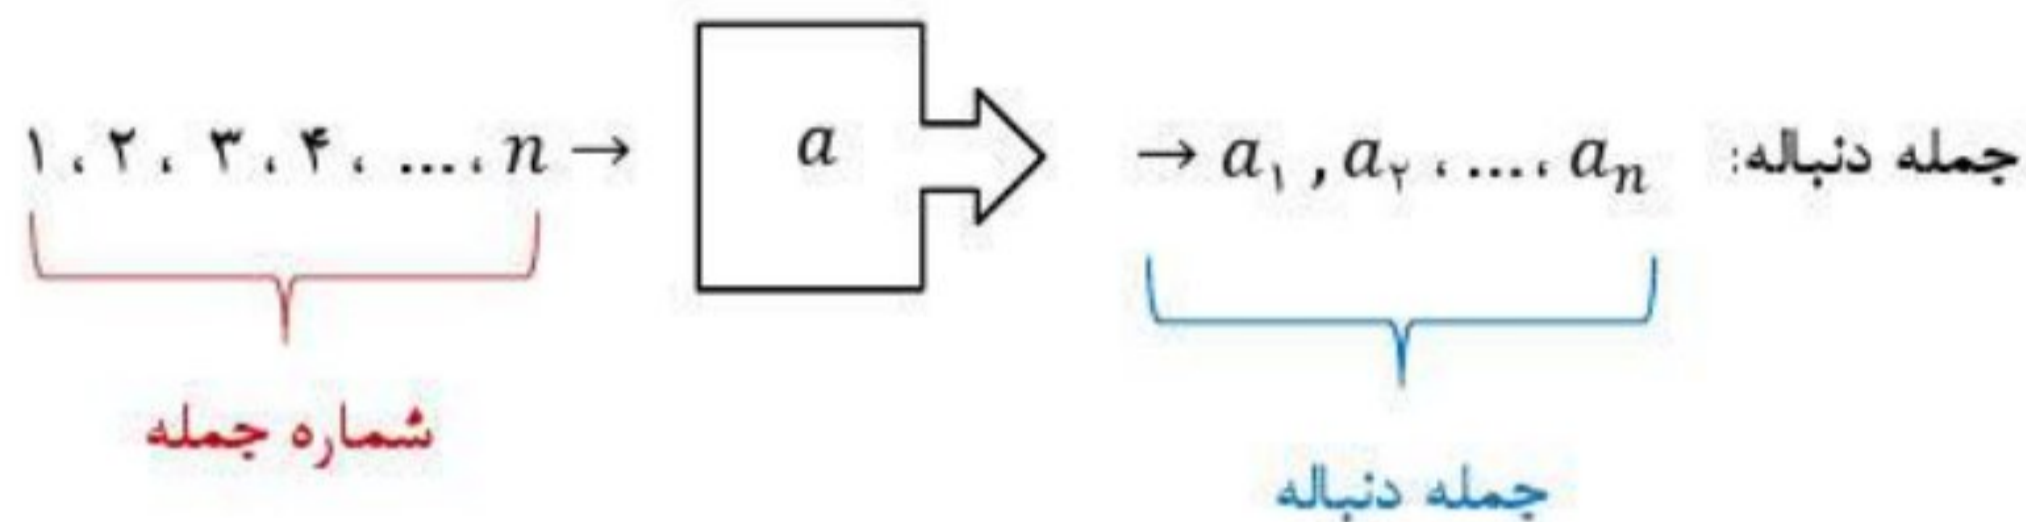 ۱ ، ۲ ، ۳ ، ۴ ، ... ، n → a → a۱ , a۲ ، ... ، an جمله دنباله:
شماره جمله
جمله دنباله